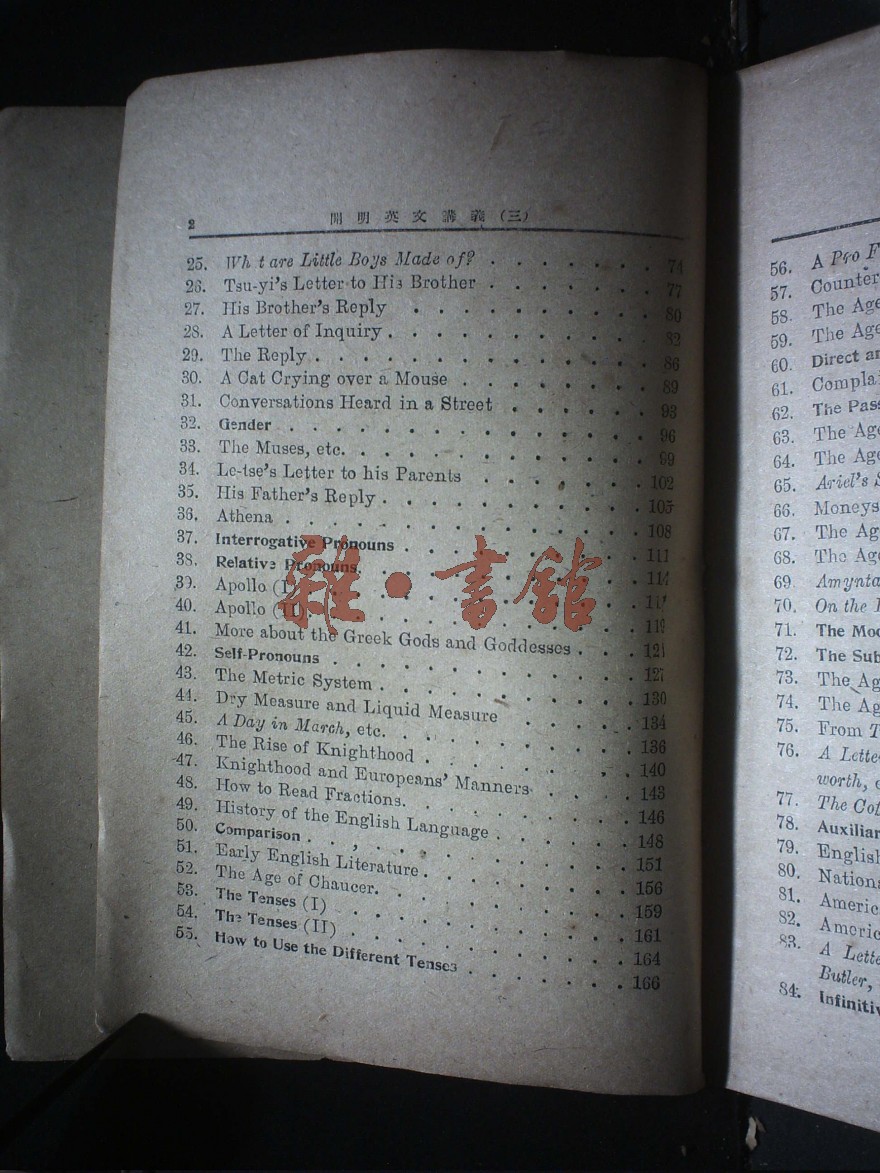 2 開明英文講義(三)
25. Wh t are Little Boys Made of? . . . . . . . 74
26. Tsu-yi's Letter to His Brother . . . . . . . 77
27. His Brother's Reply . . . . . . . . . 80
28. A Letter of Inquiry . . . . . . . . . . 82
29. The Reply . . . . . . . . . . . . . 86
30. A Cat Crying over a Mouse . . . . . . . . 89
31. Conversations Heard in a Street . . . . . . 93
32. Gender . . . . . . . . . . . . . . 96
33. The Muses, etc. . . . . . . . . . . . 99
34. Le-tse's Letter to his Parents . . . . . . . 102
35. His Father's Reply . . . . . . . . . . 105
36. Athena . . . . . . . . . . . . . . 108
37. Interrogative Pronouns . . . . . . . . . 111
38. Relative Pronouns . . . . . . . . . . 114
39. Apollo (I) . . . . . . . . . . . . 117
40. Apollo (II) . . . . . . . . . . . . 119
41. More about the Greek Gods and Goddesses . . . 121
42. Self-Pronouns . . . . . . . . . . . 127
43. The Metric System . . . . . . . . . . 130
44. Dry Measure and Liquid Measure . . . . . . 134
45. A Day in March, etc. . . . . . . . . . 136
46. The Rise of Knighthood . . . . . . . . 140
47. Knighthood and Europeans' Manners . . . . . 143
48. How to Read Fractions. . . . . . . . . 146
49. History of the English Language . . . . . . 148
50. Comparison . . . . . . . . . . . . 151
51. Early English Literature . . . . . . . . 156
52. The Age of Chaucer. . . . . . . . . . 159
53. The Tenses (I) . . . . . . . . . . . 161
54. The Tenses (II) . . . . . . . . . . . 164
55. How to Use the Different Tenses . . . . . . 166
雜·書館
56. A Pro F
57. Counter
58. The Age
59. The Age
60. Direct an
61. Complai
62. The Pass
63. The Age
64. The Age
65. Ariel's S
66. Moneys
67. The Ag
68. The Age
69. Amynta
70. On the
71. The Moo
72. The Sub
73. The Ag
74. The Ag
75. From T
76. A Lette
worth,
77. The Cot
78. Auxiliar
79. English
80. Nationa
81. Americ
82. Americ
83. A Lette
Butler,
84. Infinitiv